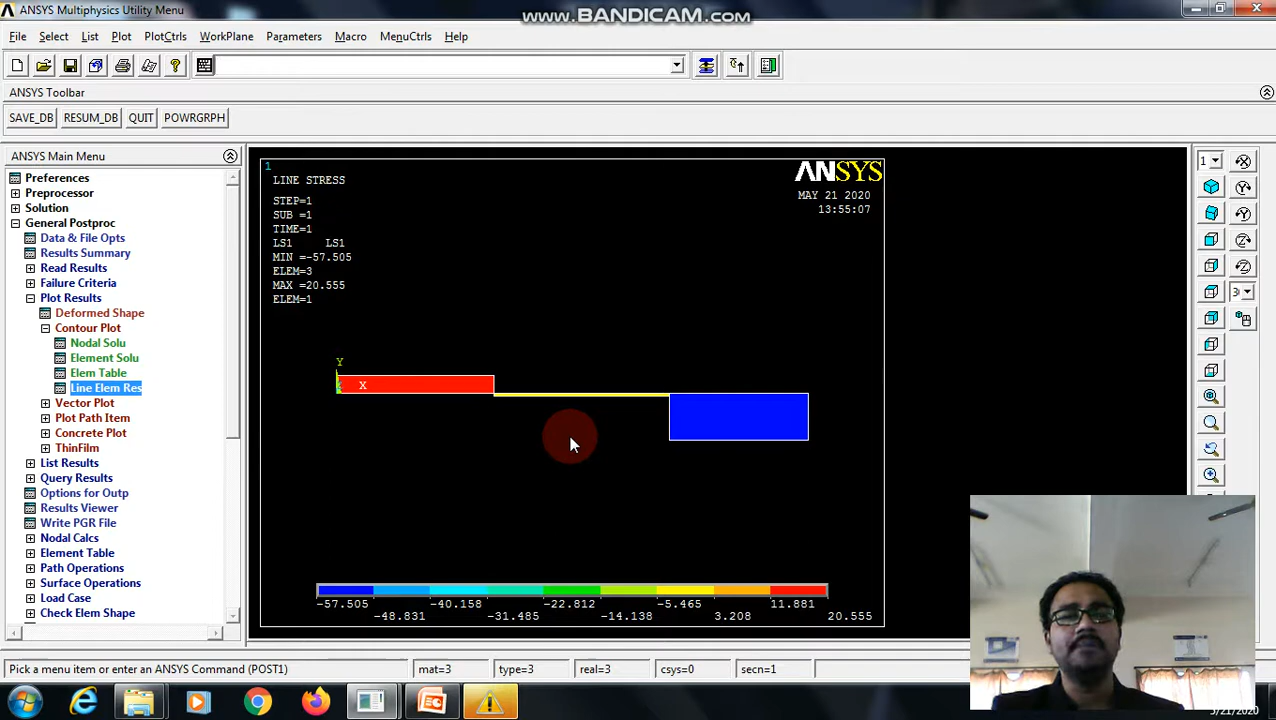 ANSYS Multiphysics Utility Menu
www.BANDICAM.com
File Select List Plot PlotCtrls WorkPlane Parameters Macro MenuCtrls Help
ANSYS Toolbar
SAVE_DB RESUM_DB QUIT POWRGRPH
ANSYS Main Menu
Preferences
Preprocessor
Solution
General Postproc
Data & File Opts
Results Summary
Read Results
Failure Criteria
Plot Results
Deformed Shape
Contour Plot
Nodal Solu
Element Solu
Elem Table
Line Elem Res
Vector Plot
Plot Path Item
Concrete Plot
ThinFilm
List Results
Query Results
Options for Outp
Results Viewer
Write PGR File
Nodal Calcs
Element Table
Path Operations
Surface Operations
Load Case
Check Elem Shape
1
LINE STRESS
STEP=1
SUB =1
TIME=1
LS1 LS1
MIN =-57.505
ELEM=3
MAX =20.555
ELEM=1
ANSYS
MAY 21 2020
13:55:07
Y
X
-57.505 -40.158 -22.812 -5.465 11.881
-48.831 -31.485 -14.138 3.208 20.555
1
Pick a menu item or enter an ANSYS Command (POST1) mat=3 type=3 real=3 csys=0 secn=1
5/21/2020